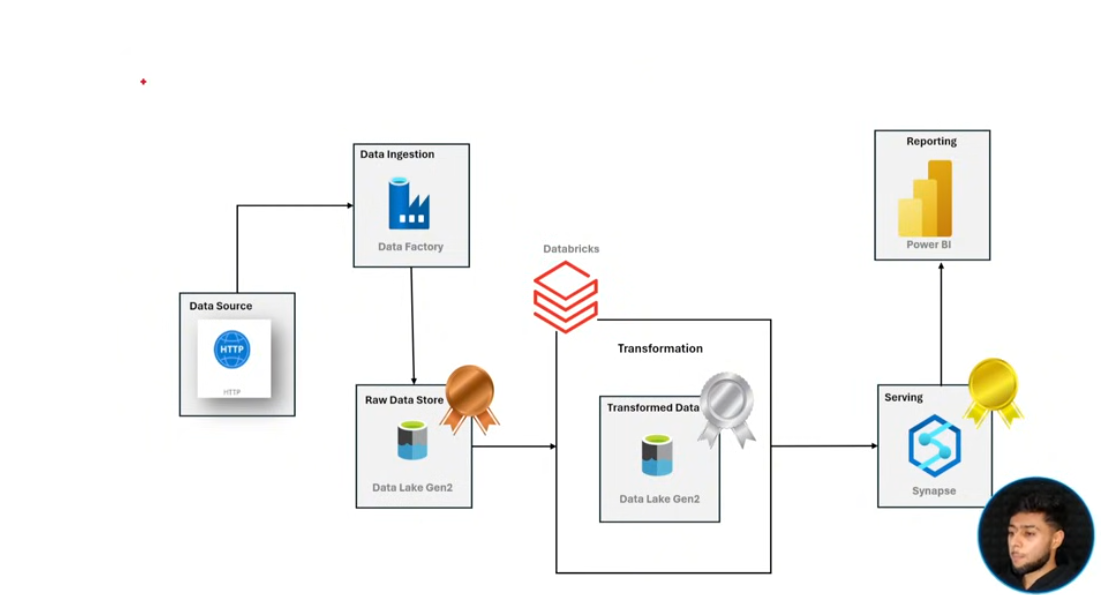 Data Source
HTTP
HTTP
Data Ingestion
Data Factory
Raw Data Store
Data Lake Gen2
Databricks
Transformation
Transformed Data
Data Lake Gen2
Serving
Synapse
Reporting
Power BI